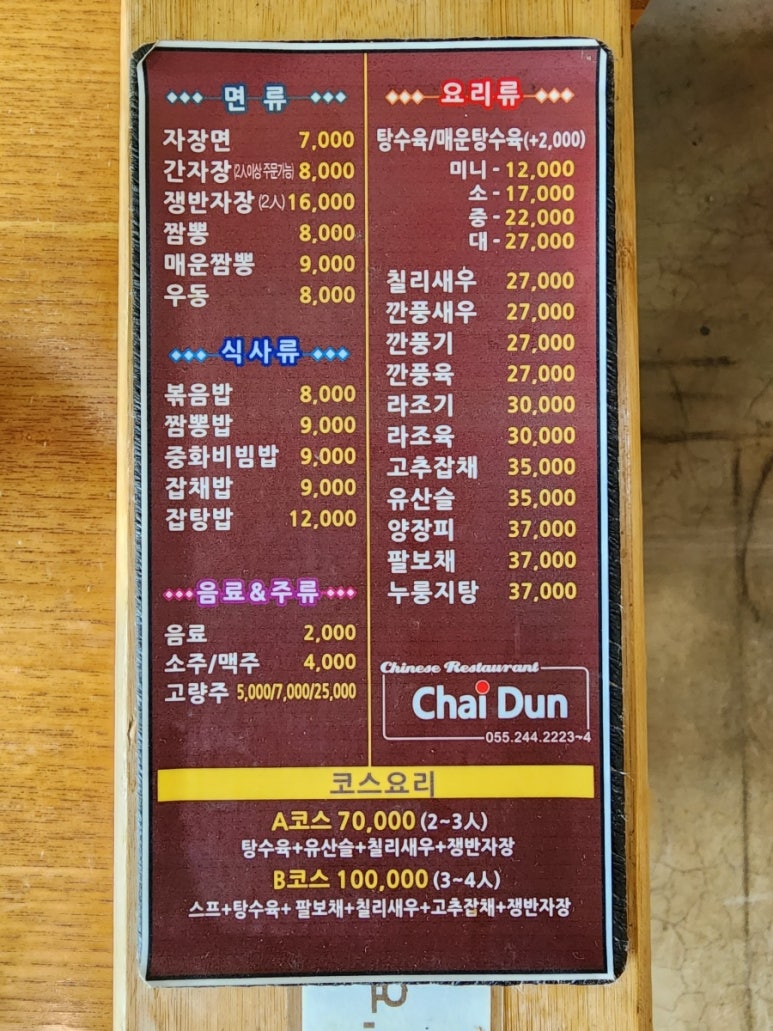 면 류
자장면 7,000
간자장(2人이상 주문가능) 8,000
쟁반자장 (2人) 16,000
짬뽕 8,000
매운짬뽕 9,000
우동 8,000
식사류
볶음밥 8,000
짬뽕밥 9,000
중화비빔밥 9,000
잡채밥 9,000
잡탕밥 12,000
음료&주류
음료 2,000
소주/맥주 4,000
고량주 5,000/7,000/25,000
요리류
탕수육/매운탕수육(+2,000)
미니 - 12,000
소 - 17,000
중 - 22,000
대 - 27,000
칠리새우 27,000
깐풍새우 27,000
깐풍기 27,000
깐풍육 27,000
라조기 30,000
라조육 30,000
고추잡채 35,000
유산슬 35,000
양장피 37,000
팔보채 37,000
누룽지탕 37,000
Chinese Restaurant
Chai Dun
055.244.2223~4
코스요리
A코스 70,000 (2~3人)
탕수육+유산슬+칠리새우+쟁반자장
B코스 100,000 (3~4人)
스프+탕수육+ 팔보채+칠리새우+고추잡채+쟁반자장